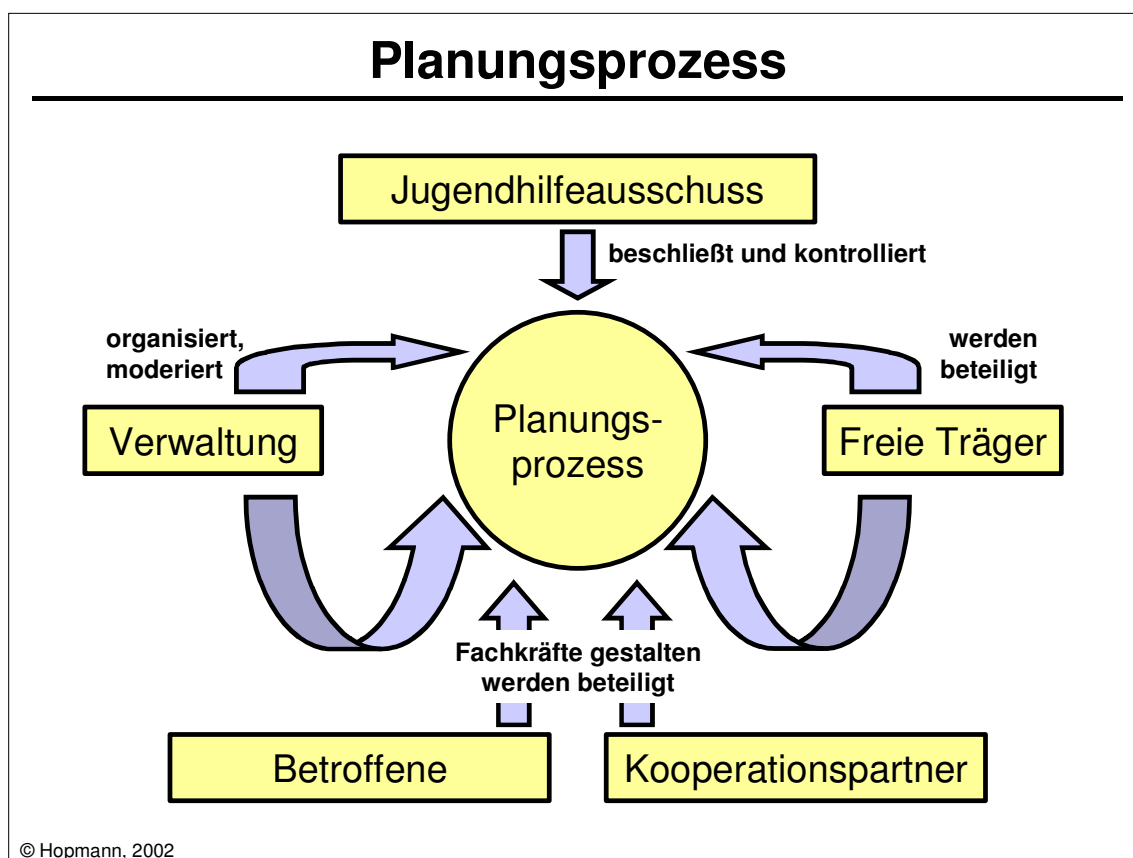 Planungsprozess
Jugendhilfeausschuss
beschließt und kontrolliert
organisiert,
moderiert
werden
beteiligt
Verwaltung
Planungs-
prozess
Freie Träger
Fachkräfte gestalten
werden beteiligt
Betroffene
Kooperationspartner
© Hopmann, 2002